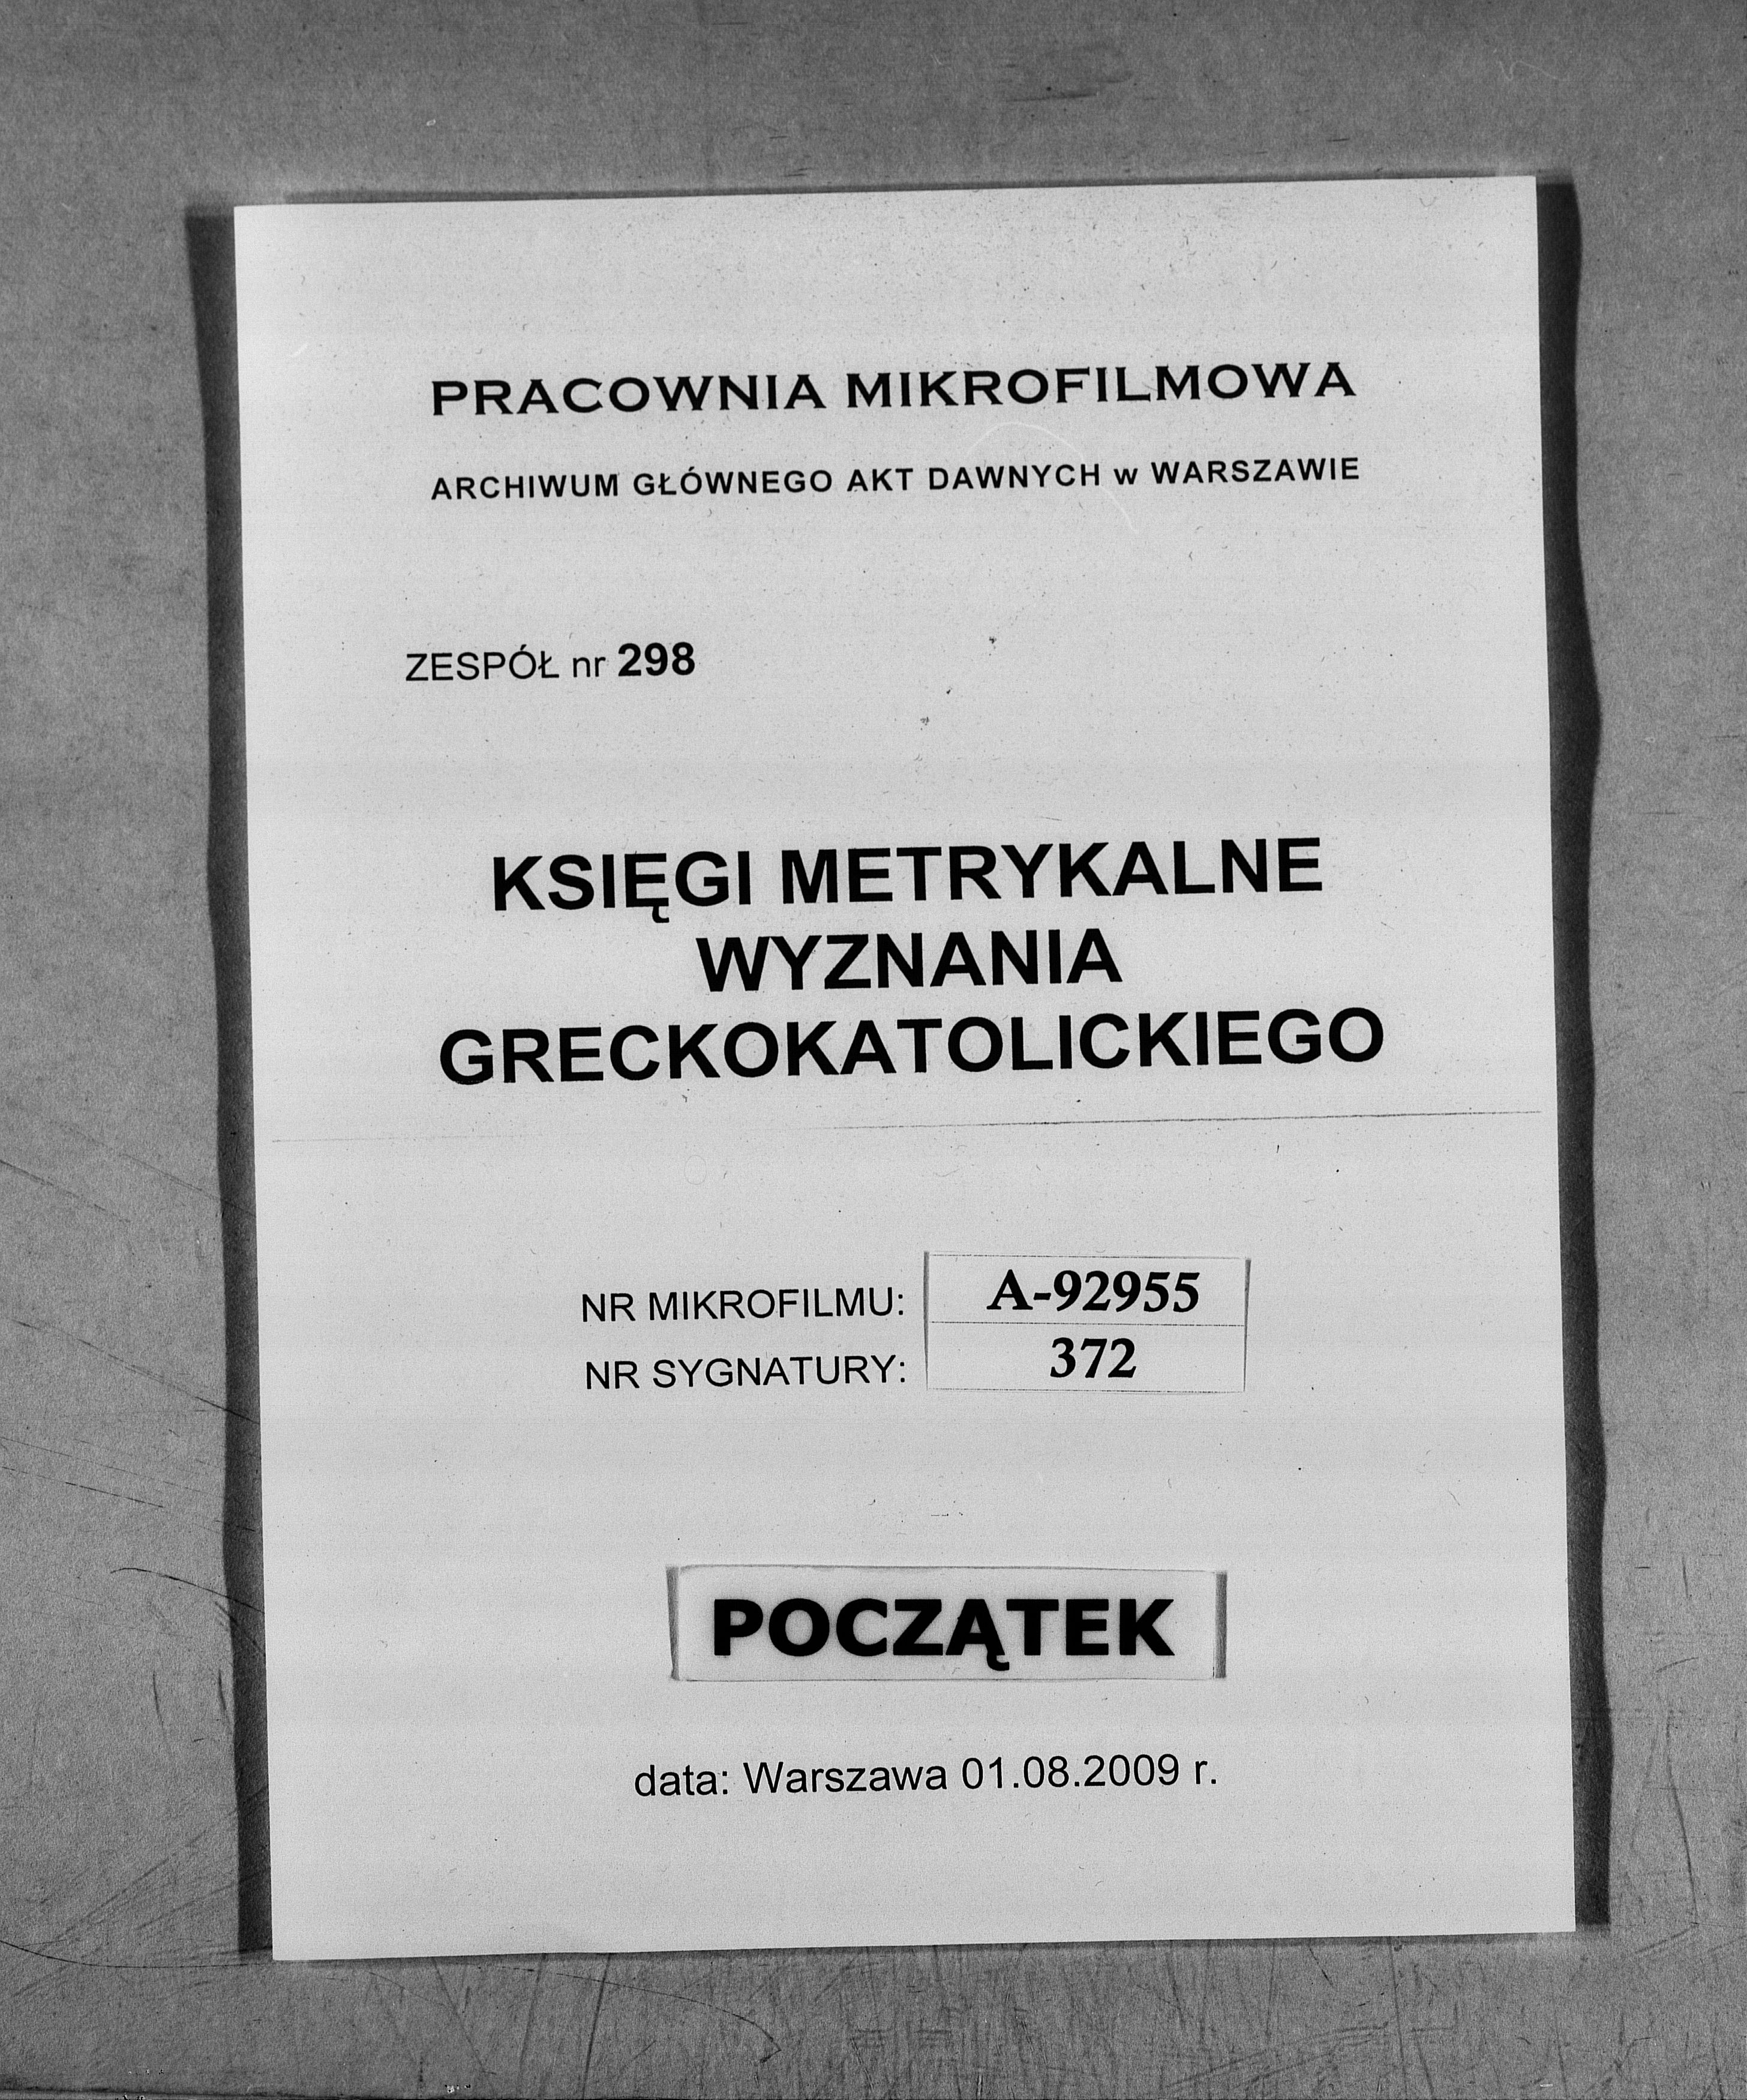 PRACOWNIA MIKROFILMOWA
ARCHIWUM GŁÓWNEGO AKT DAWNYCH w WARSZAWIE
ZESPÓŁ nr 298
KSIĘGI METRYKALNE
WYZNANIA
GRECKOKATOLICKIEGO
NR MIKROFILMU: A-92955
NR SYGNATURY: 372
POCZĄTEK
data: Warszawa 01.08.2009 r.